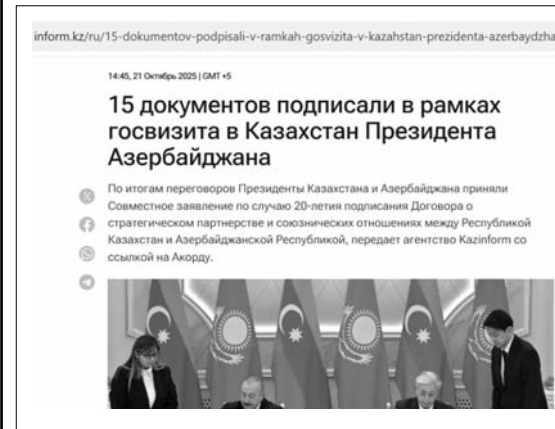 inform.kz/ru/15-dokumentov-podpisali-v-ramkah-gosvizita-v-kazahstan-prezidenta-azerbaydzha
14:45, 21 Октябрь 2025 | GMT +5
15 документов подписали в рамках
госвизита в Казахстан Президента
Азербайджана
По итогам переговоров Президенты Казахстана и Азербайджана приняли
Совместное заявление по случаю 20-летия подписания Договора о
стратегическом партнерстве и союзнических отношениях между Республикой
Казахстан и Азербайджанской Республикой, передает агентство Kazinform со
ссылкой на Акорду.